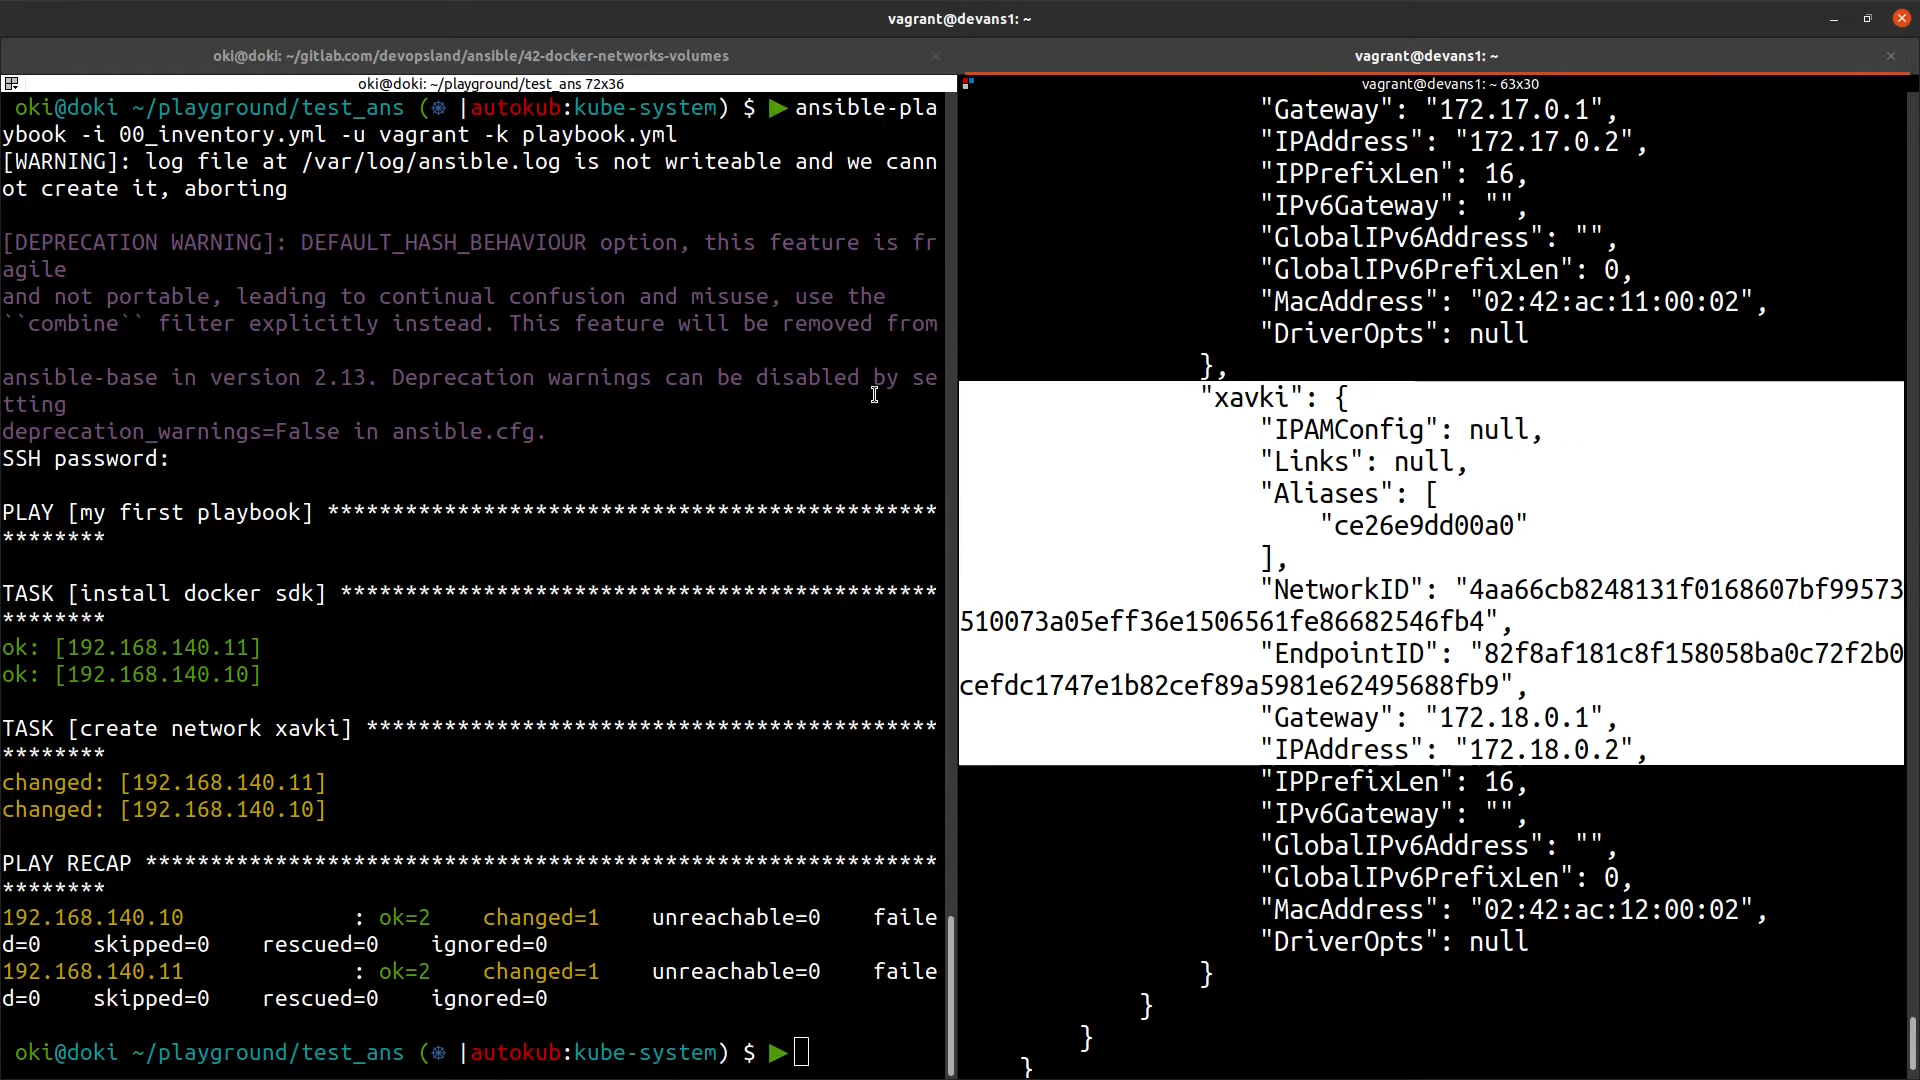 vagrant@devans1: ~
oki@doki: ~/gitlab.com/devopsland/ansible/42-docker-networks-volumes
vagrant@devans1: ~
oki@doki: ~/playground/test_ans 72x36
oki@doki ~/playground/test_ans (⎈ |autokub:kube-system) $ ▶ansible-pla
ybook -i 00_inventory.yml -u vagrant -k playbook.yml
[WARNING]: log file at /var/log/ansible.log is not writeable and we cann
ot create it, aborting
[DEPRECATION WARNING]: DEFAULT_HASH_BEHAVIOUR option, this feature is fr
agile
and not portable, leading to continual confusion and misuse, use the
``combine`` filter explicitly instead. This feature will be removed from
ansible-base in version 2.13. Deprecation warnings can be disabled by se
tting
deprecation_warnings=False in ansible.cfg.
SSH password:
PLAY [my first playbook] ***********************************************
********
TASK [install docker sdk] **********************************************
********
ok: [192.168.140.11]
ok: [192.168.140.10]
TASK [create network xavki] ********************************************
********
changed: [192.168.140.11]
changed: [192.168.140.10]
PLAY RECAP *************************************************************
********
192.168.140.10             : ok=2    changed=1    unreachable=0    faile
d=0    skipped=0    rescued=0    ignored=0
192.168.140.11             : ok=2    changed=1    unreachable=0    faile
d=0    skipped=0    rescued=0    ignored=0
oki@doki ~/playground/test_ans (⎈ |autokub:kube-system) $ ▶
vagrant@devans1: ~ 63x30
"Gateway": "172.17.0.1",
"IPAddress": "172.17.0.2",
"IPPrefixLen": 16,
"IPv6Gateway": "",
"GlobalIPv6Address": "",
"GlobalIPv6PrefixLen": 0,
"MacAddress": "02:42:ac:11:00:02",
"DriverOpts": null
},
"xavki": {
"IPAMConfig": null,
"Links": null,
"Aliases": [
"ce26e9dd00a0"
],
"NetworkID": "4aa66cb8248131f0168607bf99573
510073a05eff36e1506561fe86682546fb4",
"EndpointID": "82f8af181c8f158058ba0c72f2b0
cefdc1747e1b82cef89a5981e62495688fb9",
"Gateway": "172.18.0.1",
"IPAddress": "172.18.0.2",
"IPPrefixLen": 16,
"IPv6Gateway": "",
"GlobalIPv6Address": "",
"GlobalIPv6PrefixLen": 0,
"MacAddress": "02:42:ac:12:00:02",
"DriverOpts": null
}
}
}
}